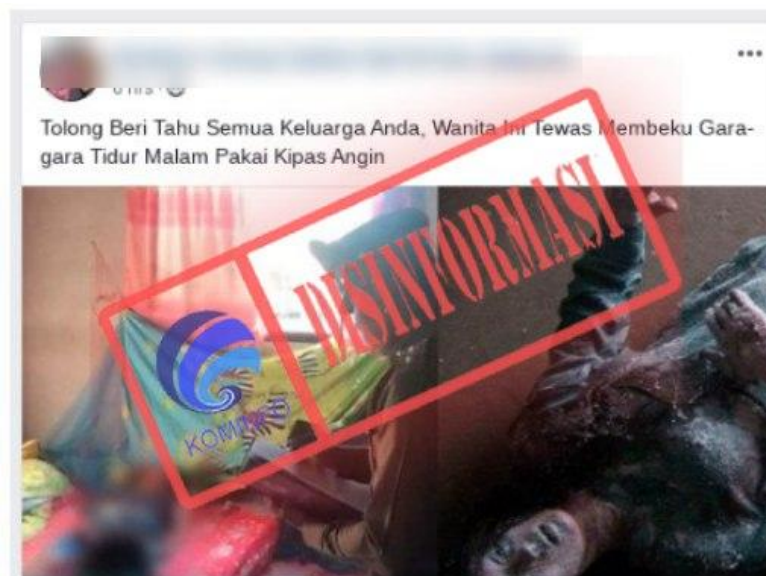 Tolong Beri Tahu Semua Keluarga Anda, Wanita Ini Tewas Membeku Gara-
gara Tidur Malam Pakai Kipas Angin
DISINFORMASI
KOMINFO